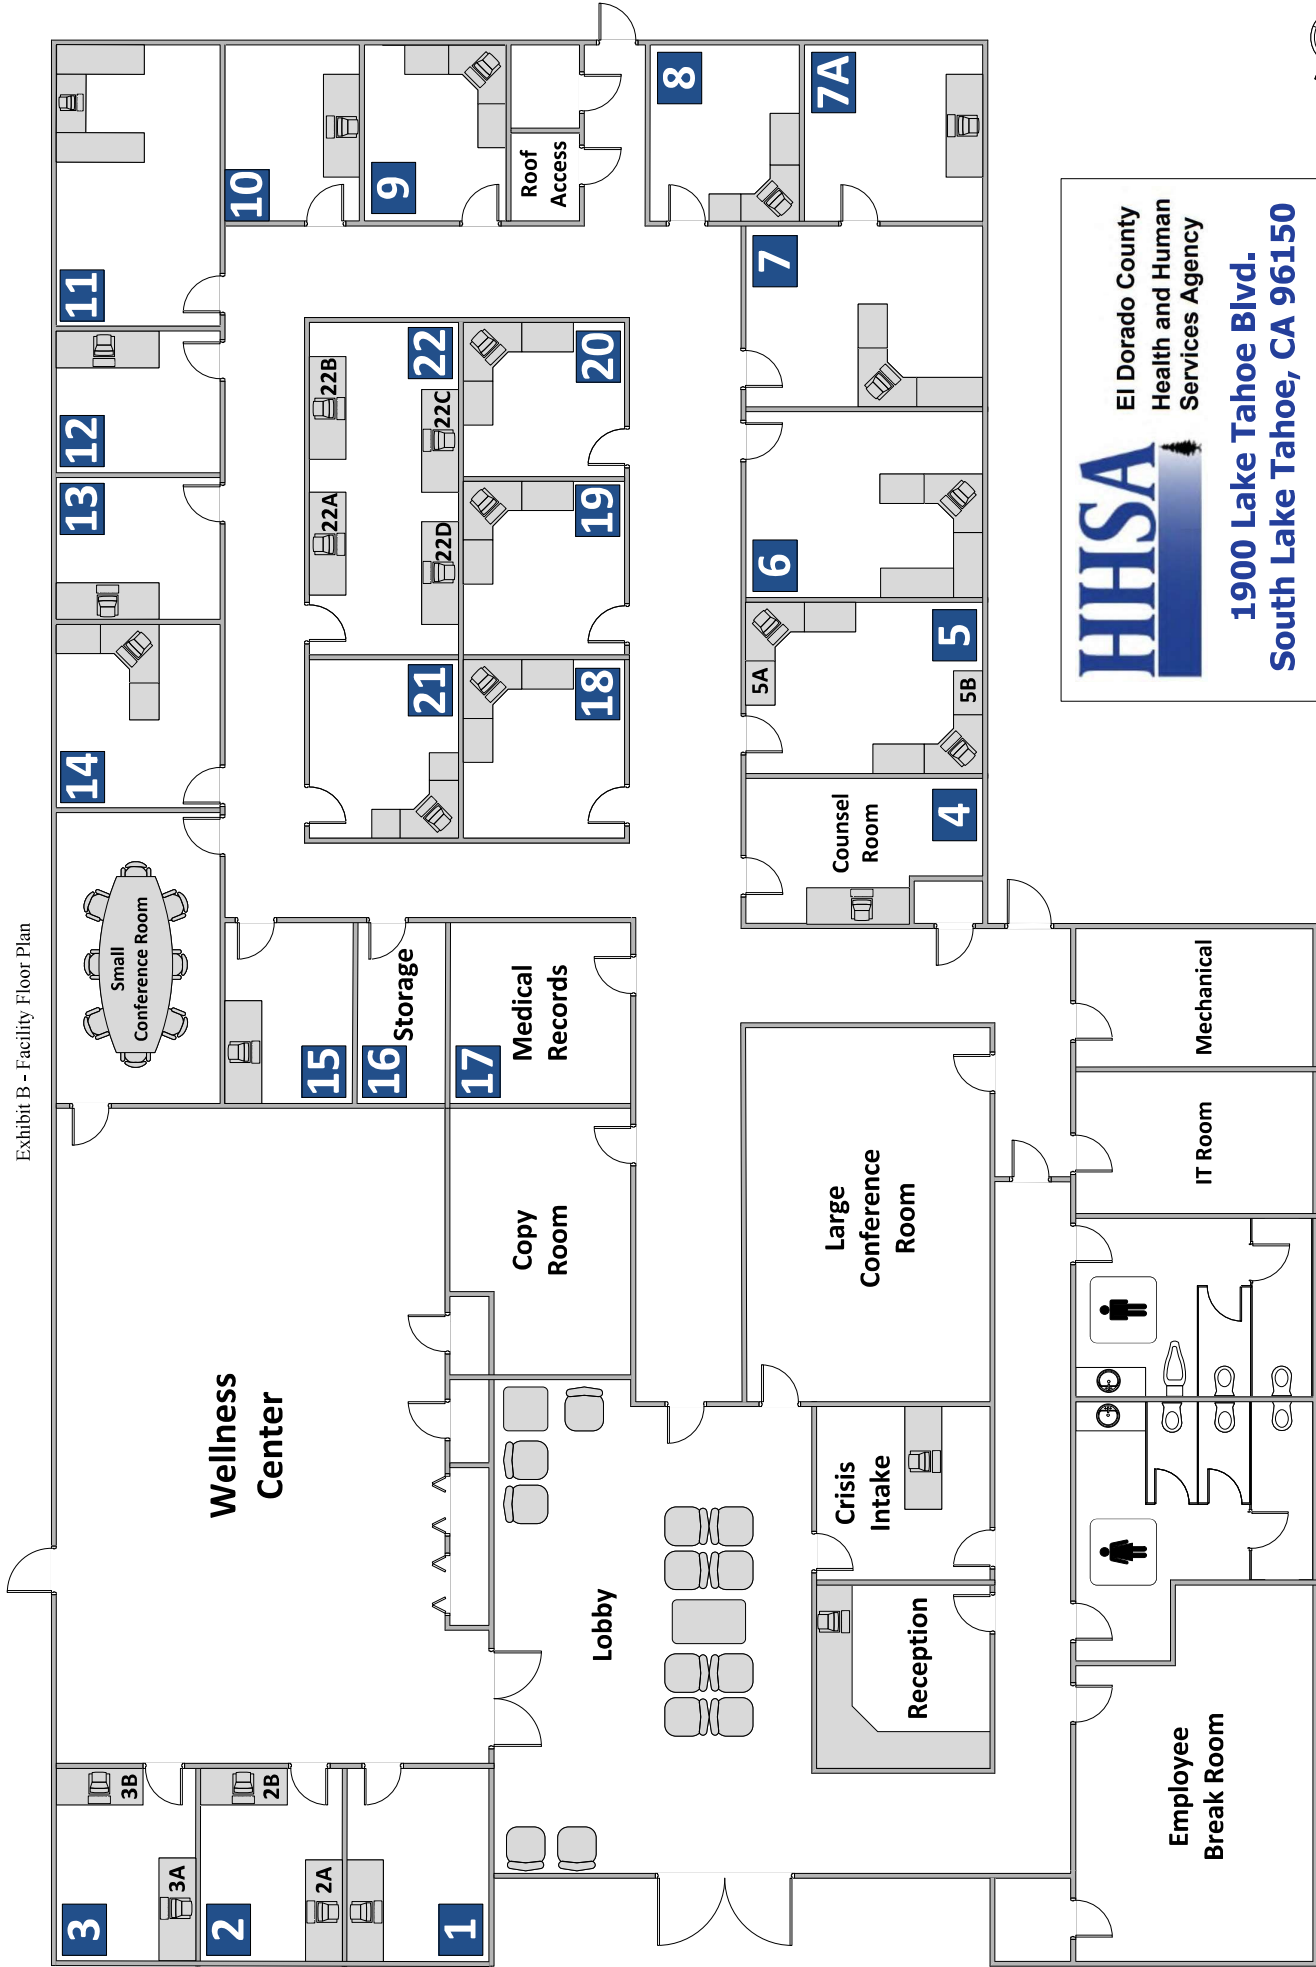 Exhibit B - Facility Floor Plan
3
3A
3B
2
2A
2B
1
Wellness
Center
Small
Conference Room
14
13
12
11
10
9
Roof
Access
8
7A
7
6
5
5A
5B
Counsel
Room
4
22
22A
22B
22C
22D
21
20
19
18
15
16
Storage
17
Medical
Records
Copy
Room
Lobby
Large
Conference
Room
Crisis
Intake
Reception
Employee
Break Room
IT Room
Mechanical
HHSA
El Dorado County
Health and Human
Services Agency
1900 Lake Tahoe Blvd.
South Lake Tahoe, CA 96150